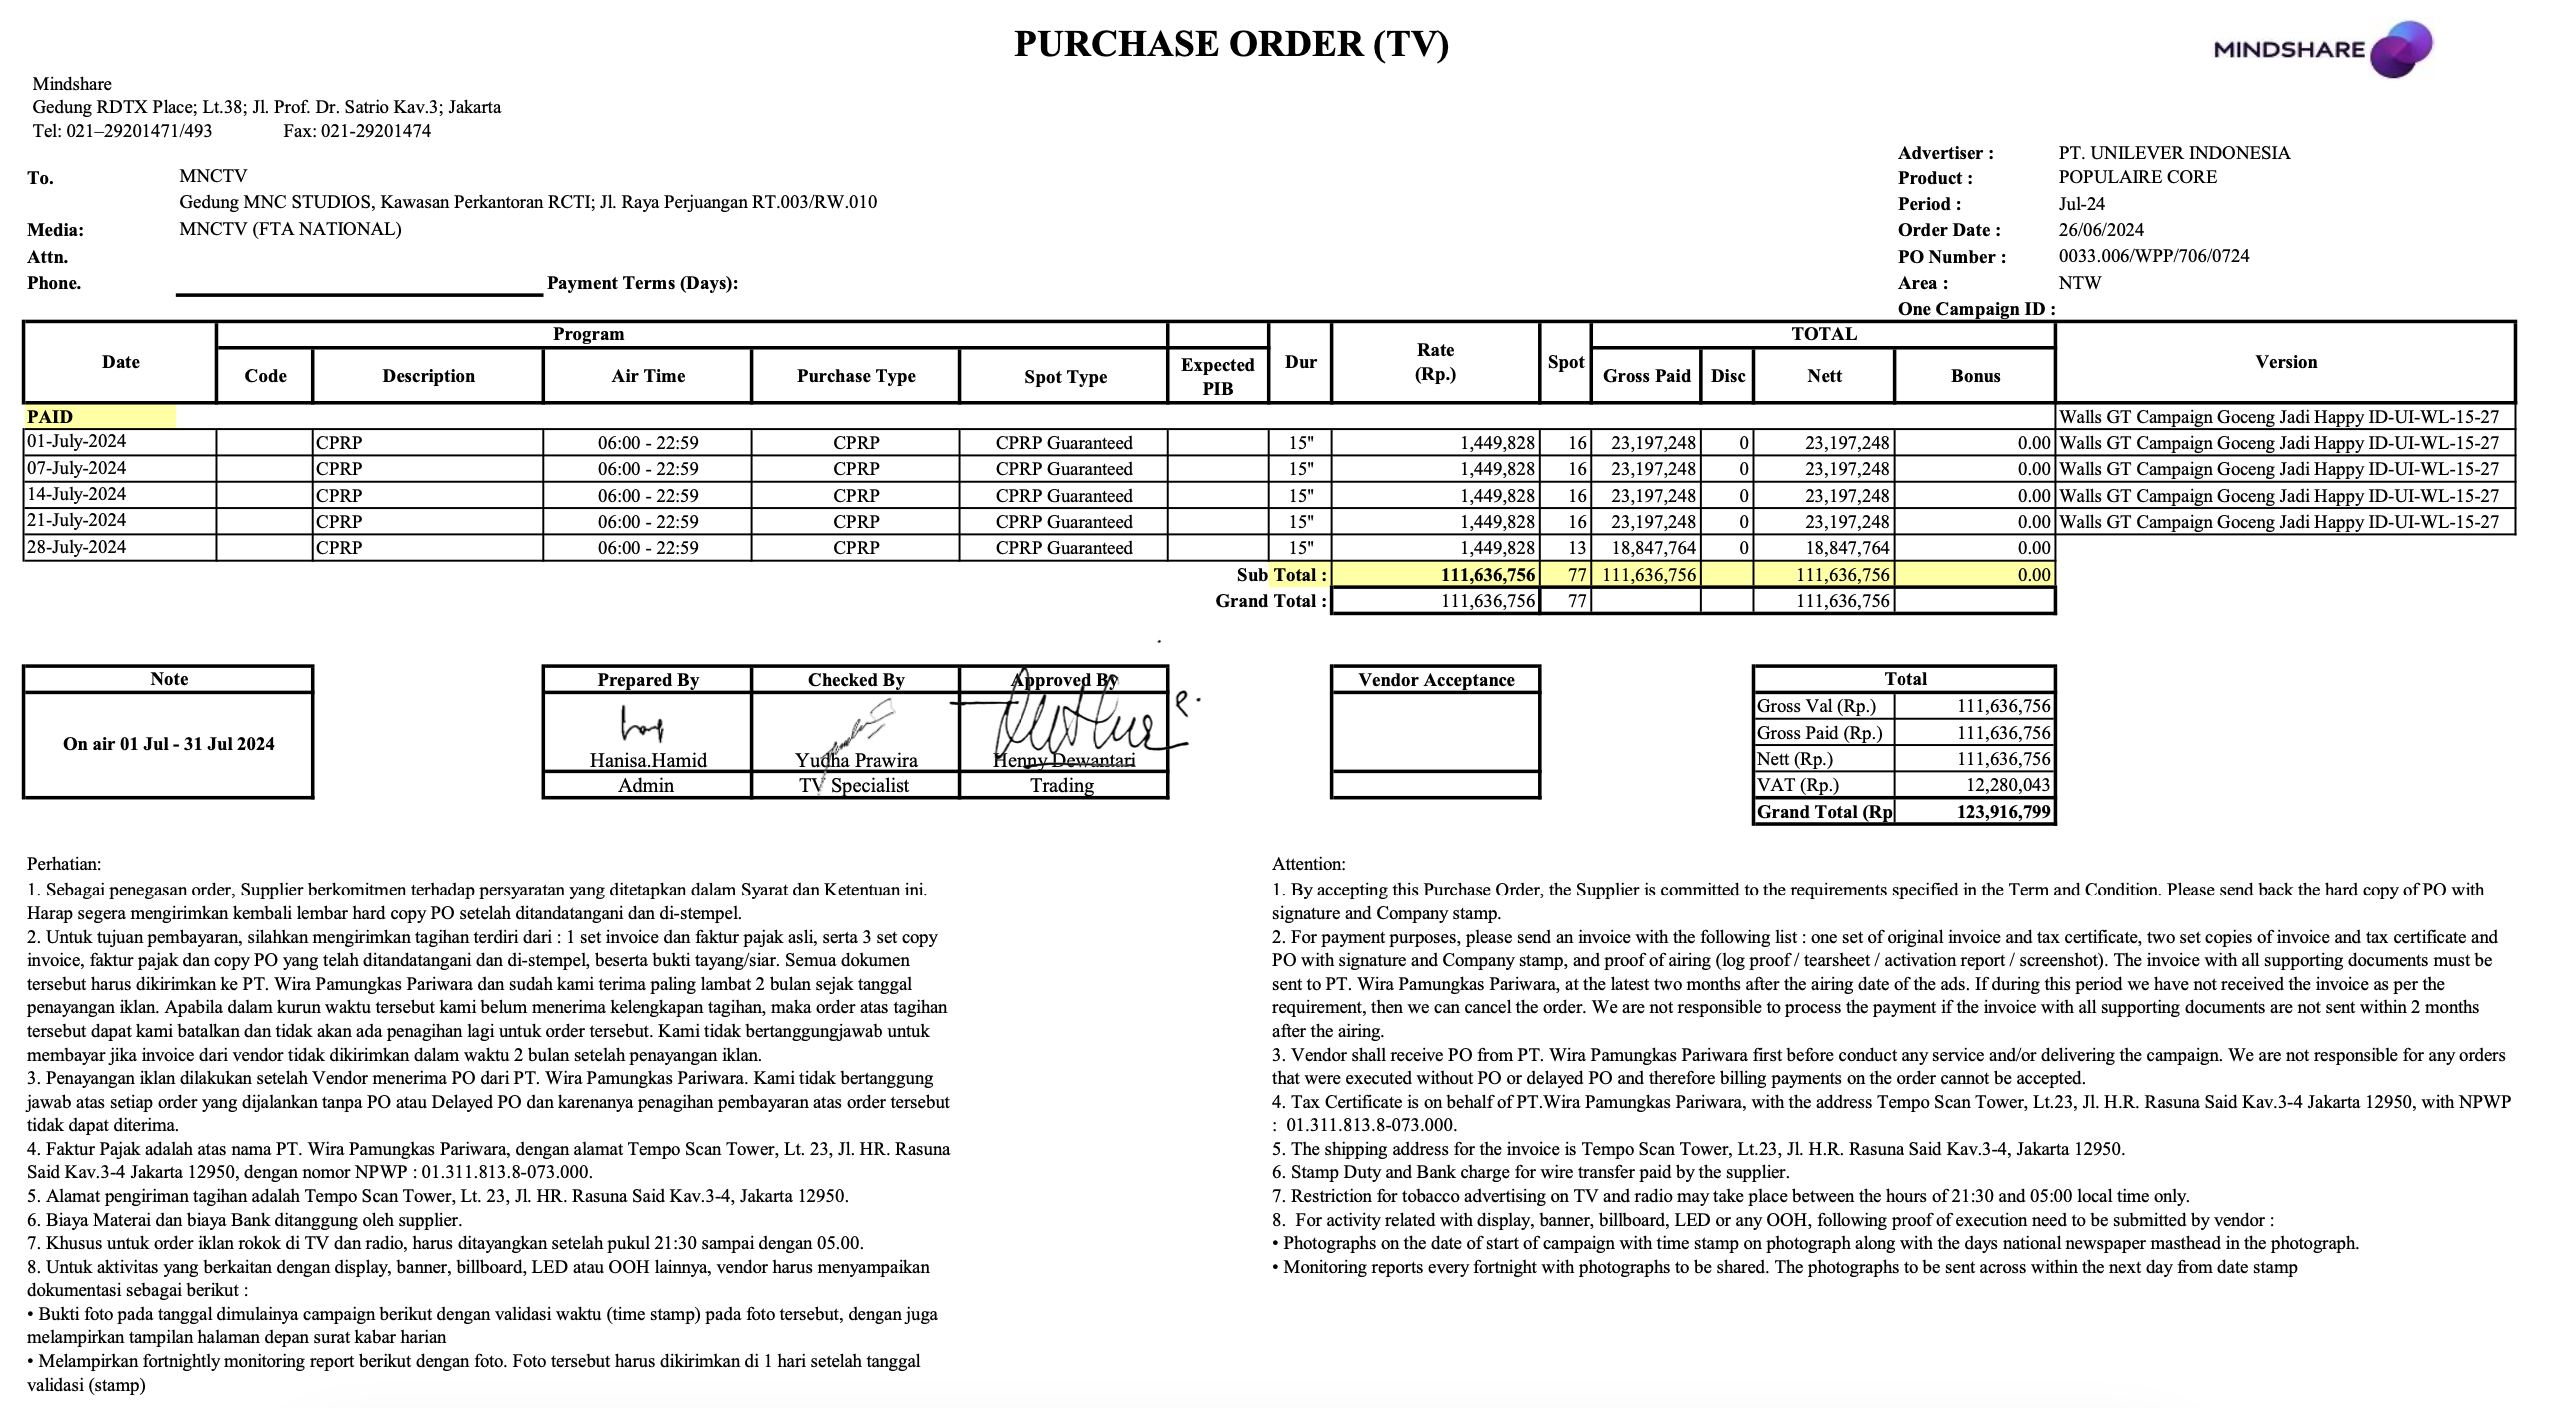 PURCHASE ORDER (TV)
MINDSHARE
Mindshare
Gedung RDTX Place; Lt.38; Jl. Prof. Dr. Satrio Kav.3; Jakarta
Tel: 021–29201471/493 Fax: 021-29201474
To. MNCTV
Gedung MNC STUDIOS, Kawasan Perkantoran RCTI; Jl. Raya Perjuangan RT.003/RW.010
Media: MNCTV (FTA NATIONAL)
Attn.
Phone. Payment Terms (Days):
Advertiser : PT. UNILEVER INDONESIA
Product : POPULAIRE CORE
Period : Jul-24
Order Date : 26/06/2024
PO Number : 0033.006/WPP/706/0724
Area : NTW
One Campaign ID :
Date Program Expected PIB Dur Rate (Rp.) Spot TOTAL Version
Code Description Air Time Purchase Type Spot Type Gross Paid Disc Nett Bonus
PAID Walls GT Campaign Goceng Jadi Happy ID-UI-WL-15-27
01-July-2024 CPRP 06:00 - 22:59 CPRP CPRP Guaranteed 15" 1,449,828 16 23,197,248 0 23,197,248 0.00 Walls GT Campaign Goceng Jadi Happy ID-UI-WL-15-27
07-July-2024 CPRP 06:00 - 22:59 CPRP CPRP Guaranteed 15" 1,449,828 16 23,197,248 0 23,197,248 0.00 Walls GT Campaign Goceng Jadi Happy ID-UI-WL-15-27
14-July-2024 CPRP 06:00 - 22:59 CPRP CPRP Guaranteed 15" 1,449,828 16 23,197,248 0 23,197,248 0.00 Walls GT Campaign Goceng Jadi Happy ID-UI-WL-15-27
21-July-2024 CPRP 06:00 - 22:59 CPRP CPRP Guaranteed 15" 1,449,828 16 23,197,248 0 23,197,248 0.00 Walls GT Campaign Goceng Jadi Happy ID-UI-WL-15-27
28-July-2024 CPRP 06:00 - 22:59 CPRP CPRP Guaranteed 15" 1,449,828 13 18,847,764 0 18,847,764 0.00
Sub Total : 111,636,756 77 111,636,756 111,636,756 0.00
Grand Total : 111,636,756 77 111,636,756
Note
On air 01 Jul - 31 Jul 2024
Prepared By Checked By Approved By
Hanisa.Hamid Yudha Prawira Henny Dewantari
Admin TV Specialist Trading
Vendor Acceptance
Total
Gross Val (Rp.) 111,636,756
Gross Paid (Rp.) 111,636,756
Nett (Rp.) 111,636,756
VAT (Rp.) 12,280,043
Grand Total (Rp 123,916,799
Perhatian:
1. Sebagai penegasan order, Supplier berkomitmen terhadap persyaratan yang ditetapkan dalam Syarat dan Ketentuan ini.
Harap segera mengirimkan kembali lembar hard copy PO setelah ditandatangani dan di-stempel.
2. Untuk tujuan pembayaran, silahkan mengirimkan tagihan terdiri dari : 1 set invoice dan faktur pajak asli, serta 3 set copy
invoice, faktur pajak dan copy PO yang telah ditandatangani dan di-stempel, beserta bukti tayang/siar. Semua dokumen
tersebut harus dikirimkan ke PT. Wira Pamungkas Pariwara dan sudah kami terima paling lambat 2 bulan sejak tanggal
penayangan iklan. Apabila dalam kurun waktu tersebut kami belum menerima kelengkapan tagihan, maka order atas tagihan
tersebut dapat kami batalkan dan tidak akan ada penagihan lagi untuk order tersebut. Kami tidak bertanggungjawab untuk
membayar jika invoice dari vendor tidak dikirimkan dalam waktu 2 bulan setelah penayangan iklan.
3. Penayangan iklan dilakukan setelah Vendor menerima PO dari PT. Wira Pamungkas Pariwara. Kami tidak bertanggung
jawab atas setiap order yang dijalankan tanpa PO atau Delayed PO dan karenanya penagihan pembayaran atas order tersebut
tidak dapat diterima.
4. Faktur Pajak adalah atas nama PT. Wira Pamungkas Pariwara, dengan alamat Tempo Scan Tower, Lt. 23, Jl. HR. Rasuna
Said Kav.3-4 Jakarta 12950, dengan nomor NPWP : 01.311.813.8-073.000.
5. Alamat pengiriman tagihan adalah Tempo Scan Tower, Lt. 23, Jl. HR. Rasuna Said Kav.3-4, Jakarta 12950.
6. Biaya Materai dan biaya Bank ditanggung oleh supplier.
7. Khusus untuk order iklan rokok di TV dan radio, harus ditayangkan setelah pukul 21:30 sampai dengan 05.00.
8. Untuk aktivitas yang berkaitan dengan display, banner, billboard, LED atau OOH lainnya, vendor harus menyampaikan
dokumentasi sebagai berikut :
• Bukti foto pada tanggal dimulainya campaign berikut dengan validasi waktu (time stamp) pada foto tersebut, dengan juga
melampirkan tampilan halaman depan surat kabar harian
• Melampirkan fortnightly monitoring report berikut dengan foto. Foto tersebut harus dikirimkan di 1 hari setelah tanggal
validasi (stamp)
Attention:
1. By accepting this Purchase Order, the Supplier is committed to the requirements specified in the Term and Condition. Please send back the hard copy of PO with
signature and Company stamp.
2. For payment purposes, please send an invoice with the following list : one set of original invoice and tax certificate, two set copies of invoice and tax certificate and
PO with signature and Company stamp, and proof of airing (log proof / tearsheet / activation report / screenshot). The invoice with all supporting documents must be
sent to PT. Wira Pamungkas Pariwara, at the latest two months after the airing date of the ads. If during this period we have not received the invoice as per the
requirement, then we can cancel the order. We are not responsible to process the payment if the invoice with all supporting documents are not sent within 2 months
after the airing.
3. Vendor shall receive PO from PT. Wira Pamungkas Pariwara first before conduct any service and/or delivering the campaign. We are not responsible for any orders
that were executed without PO or delayed PO and therefore billing payments on the order cannot be accepted.
4. Tax Certificate is on behalf of PT.Wira Pamungkas Pariwara, with the address Tempo Scan Tower, Lt.23, Jl. H.R. Rasuna Said Kav.3-4 Jakarta 12950, with NPWP
: 01.311.813.8-073.000.
5. The shipping address for the invoice is Tempo Scan Tower, Lt.23, Jl. H.R. Rasuna Said Kav.3-4, Jakarta 12950.
6. Stamp Duty and Bank charge for wire transfer paid by the supplier.
7. Restriction for tobacco advertising on TV and radio may take place between the hours of 21:30 and 05:00 local time only.
8. For activity related with display, banner, billboard, LED or any OOH, following proof of execution need to be submitted by vendor :
• Photographs on the date of start of campaign with time stamp on photograph along with the days national newspaper masthead in the photograph.
• Monitoring reports every fortnight with photographs to be shared. The photographs to be sent across within the next day from date stamp